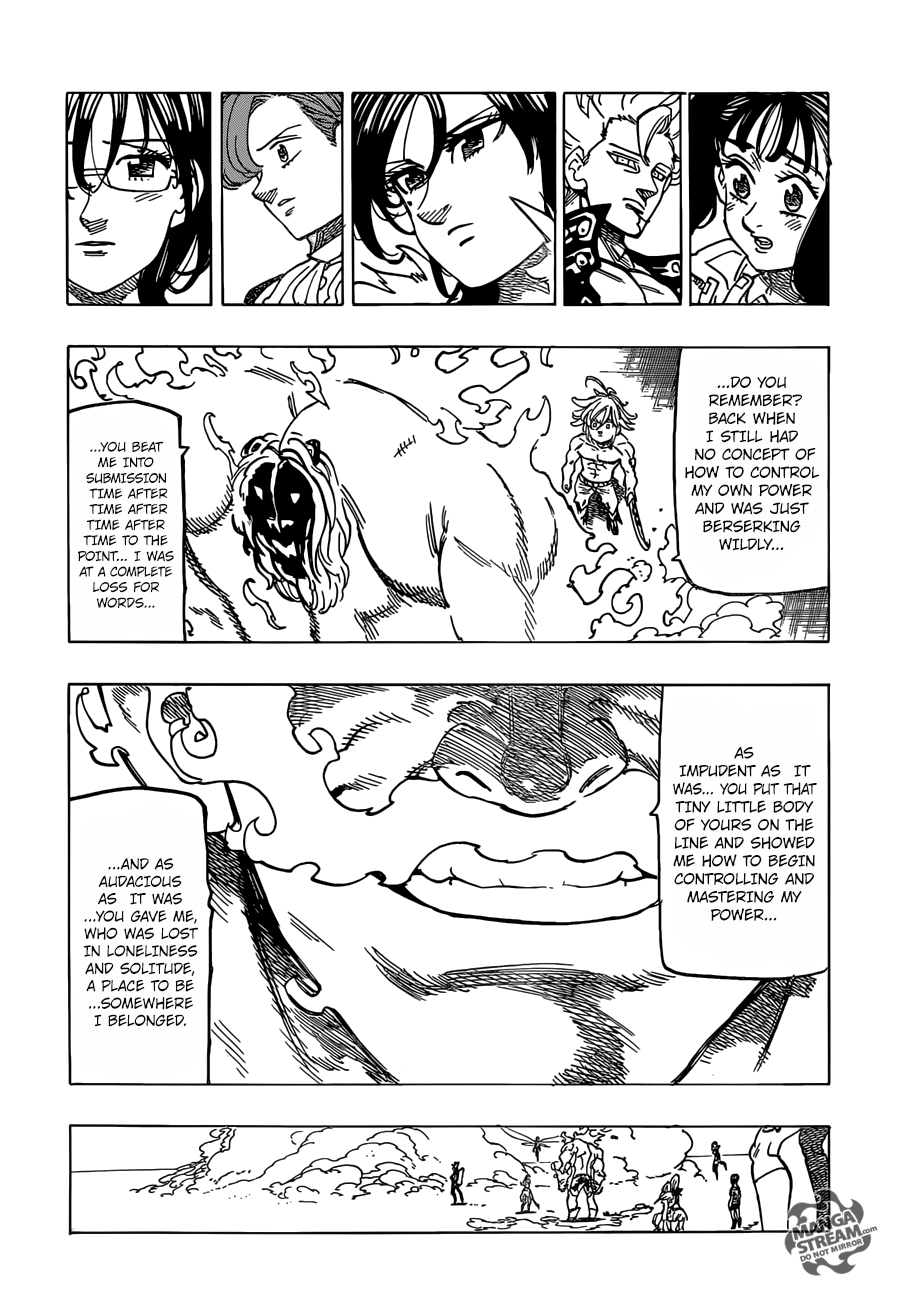 ...DO YOU
REMEMBER?
BACK WHEN
I STILL HAD
NO CONCEPT OF
HOW TO CONTROL
MY OWN POWER
AND WAS JUST
BERSERKING
WILDLY...
...YOU BEAT
ME INTO
SUBMISSION
TIME AFTER
TIME AFTER
TIME AFTER
TIME TO THE
POINT... I WAS
AT A COMPLETE
LOSS FOR
WORDS...
AS
IMPUDENT AS IT
WAS... YOU PUT THAT
TINY LITTLE BODY
OF YOURS ON THE
LINE AND SHOWED
ME HOW TO BEGIN
CONTROLLING AND
MASTERING MY
POWER...
...AND AS
AUDACIOUS
AS IT WAS
...YOU GAVE ME,
WHO WAS LOST
IN LONELINESS
AND SOLITUDE,
A PLACE TO BE
...SOMEWHERE
I BELONGED.
MANGA
STREAM.com
DO NOT MIRROR